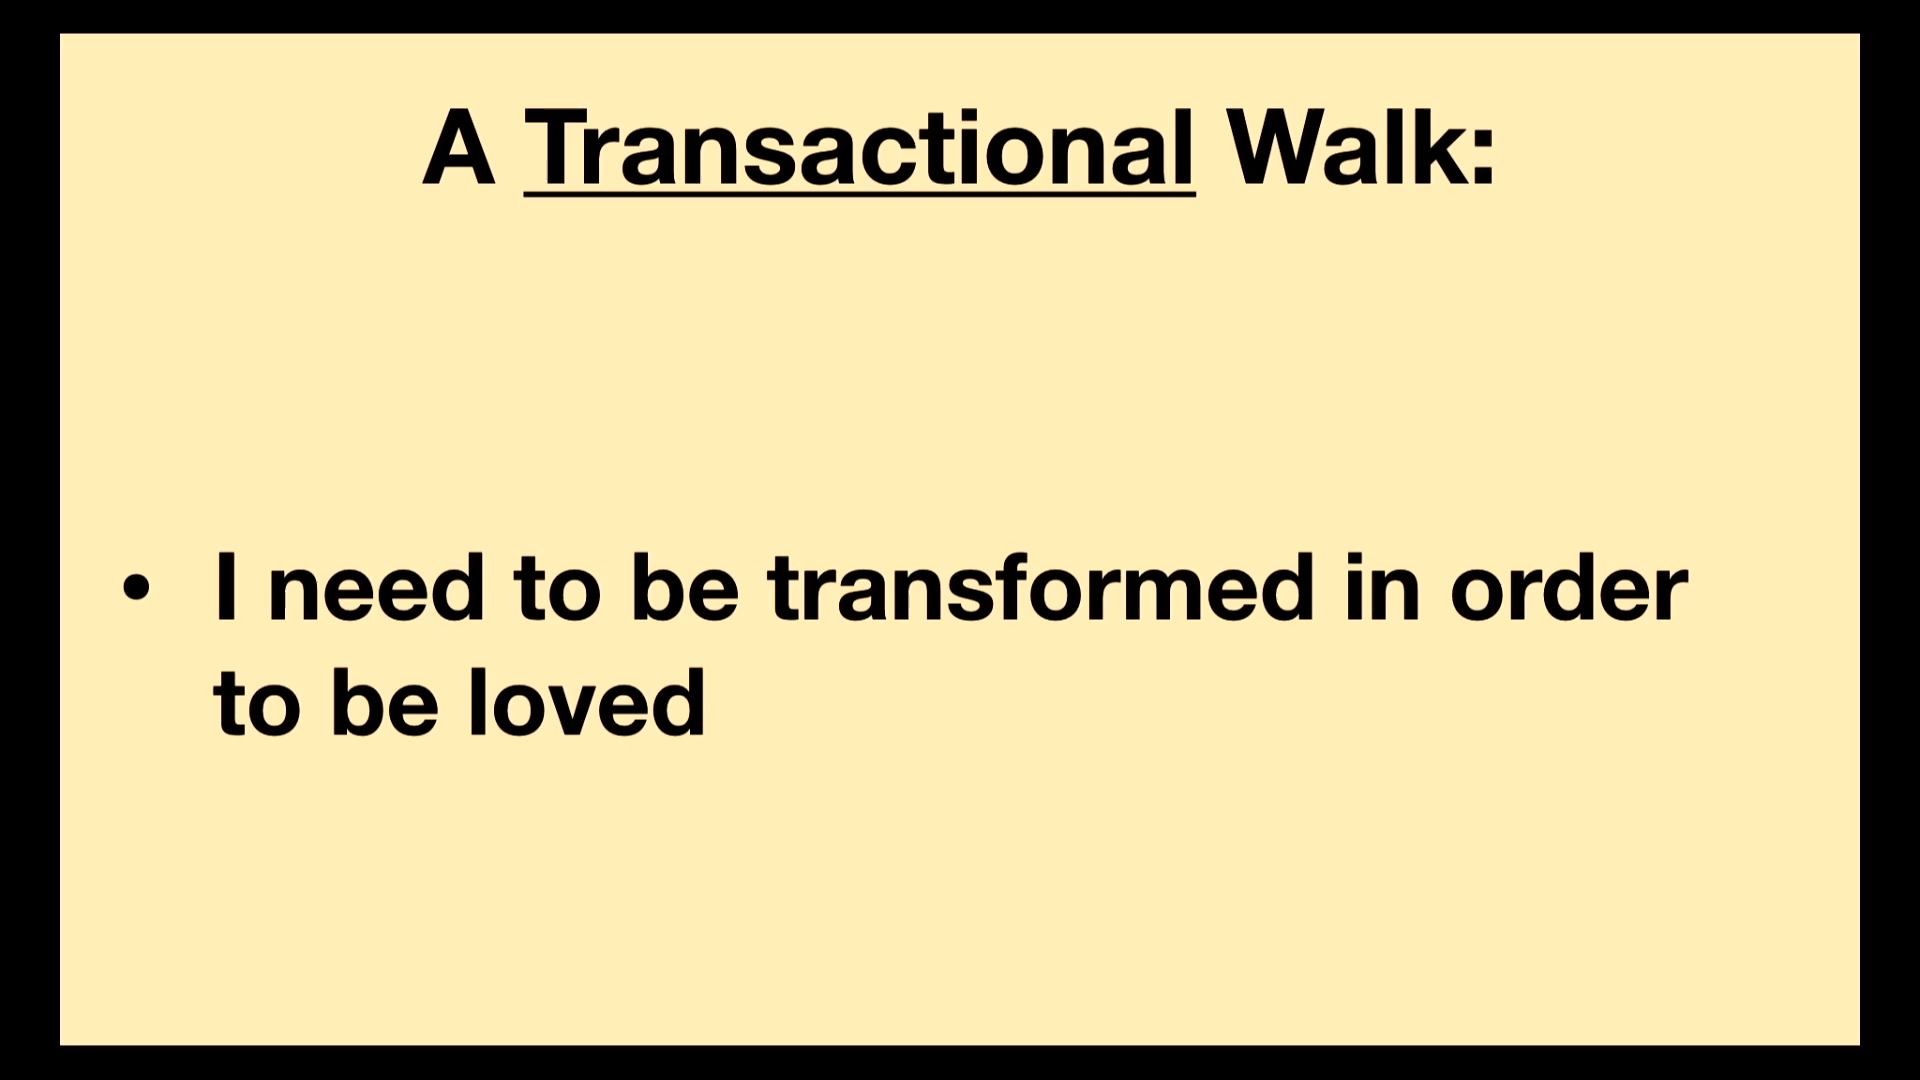 A Transactional Walk:
• I need to be transformed in order
to be loved